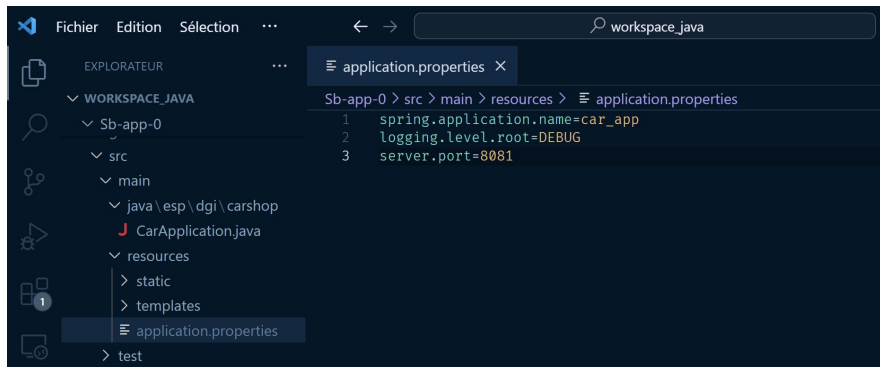 Fichier Edition Sélection ···
workspace_java
EXPLORATEUR ···
WORKSPACE_JAVA
Sb-app-0
src
main
java\esp\dgi\carshop
J CarApplication.java
resources
static
templates
application.properties
test
1
application.properties
Sb-app-0 > src > main > resources > application.properties
1 spring.application.name=car_app
2 logging.level.root=DEBUG
3 server.port=8081